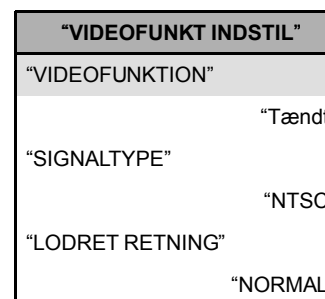 “VIDEOFUNKT INDSTIL”
“VIDEOFUNKTION”
“Tændt
“SIGNALTYPE”
“NTSC
“LODRET RETNING”
“NORMAL